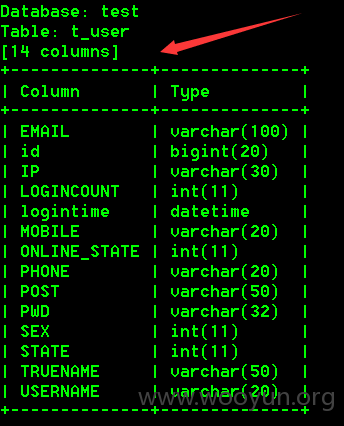 Database: test
Table: t_user
[14 columns]
+--------------+--------------+
| Column | Type |
+--------------+--------------+
| EMAIL | varchar(100) |
| id | bigint(20) |
| IP | varchar(30) |
| LOGINCOUNT | int(11) |
| logintime | datetime |
| MOBILE | varchar(20) |
| ONLINE_STATE | int(11) |
| PHONE | varchar(20) |
| POST | varchar(50) |
| PWD | varchar(32) |
| SEX | int(11) |
| STATE | int(11) |
| TRUENAME | varchar(50) |
| USERNAME | varchar(20) |
+--------------+--------------+
www.wooyun.org